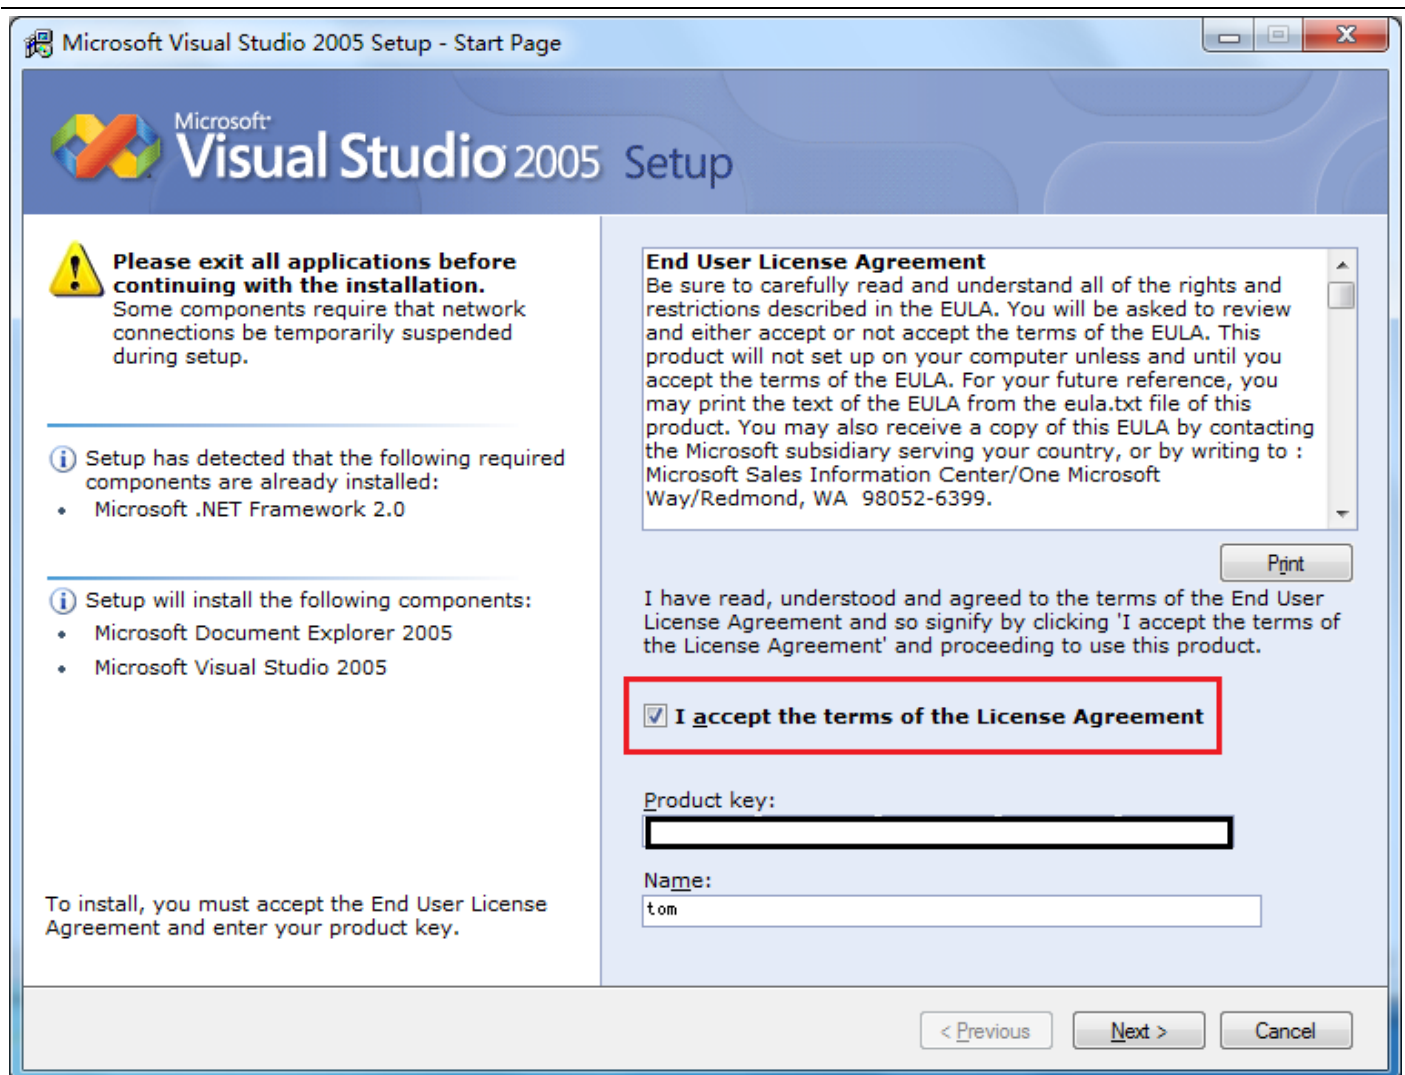 Microsoft Visual Studio 2005 Setup - Start Page
Microsoft
Visual Studio 2005 Setup
Please exit all applications before
continuing with the installation.
Some components require that network
connections be temporarily suspended
during setup.
Setup has detected that the following required
components are already installed:
• Microsoft .NET Framework 2.0
Setup will install the following components:
• Microsoft Document Explorer 2005
• Microsoft Visual Studio 2005
To install, you must accept the End User License
Agreement and enter your product key.
End User License Agreement
Be sure to carefully read and understand all of the rights and
restrictions described in the EULA. You will be asked to review
and either accept or not accept the terms of the EULA. This
product will not set up on your computer unless and until you
accept the terms of the EULA. For your future reference, you
may print the text of the EULA from the eula.txt file of this
product. You may also receive a copy of this EULA by contacting
the Microsoft subsidiary serving your country, or by writing to :
Microsoft Sales Information Center/One Microsoft
Way/Redmond, WA  98052-6399.
Print
I have read, understood and agreed to the terms of the End User
License Agreement and so signify by clicking 'I accept the terms of
the License Agreement' and proceeding to use this product.
I accept the terms of the License Agreement
Product key:
Name:
tom
< Previous
Next >
Cancel